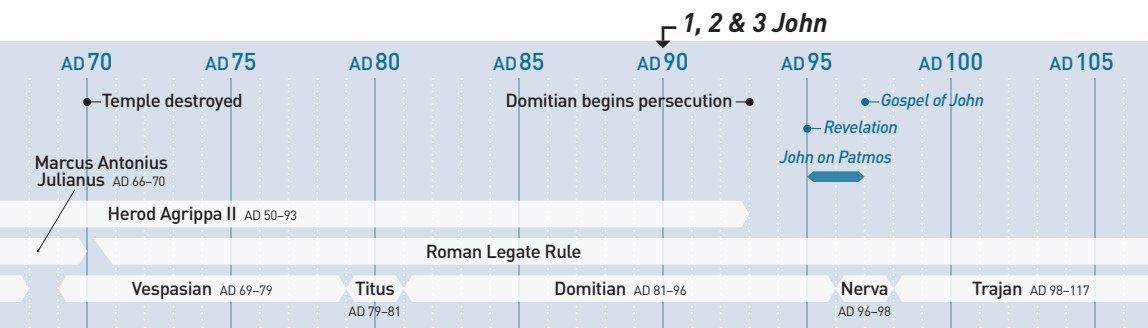 1, 2 & 3 John
AD 70 AD 75 AD 80 AD 85 AD 90 AD 95 AD 100 AD 105
Temple destroyed Domitian begins persecution Gospel of John
Revelation
John on Patmos
Marcus Antonius
Julianus AD 66–70
Herod Agrippa II AD 50–93
Roman Legate Rule
Vespasian AD 69–79 Titus Domitian AD 81–96 Nerva Trajan AD 98–117
AD 79–81 AD 96–98